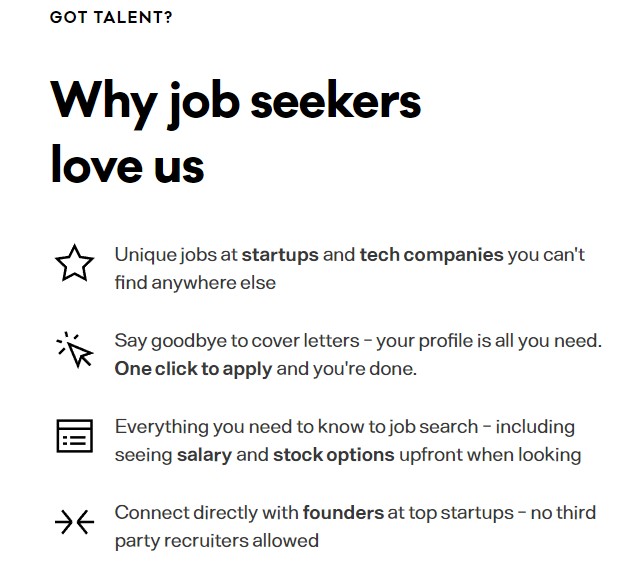 GOT TALENT?
Why job seekers
love us
Unique jobs at startups and tech companies you can't
find anywhere else
Say goodbye to cover letters - your profile is all you need.
One click to apply and you're done.
Everything you need to know to job search - including
seeing salary and stock options upfront when looking
Connect directly with founders at top startups - no third
party recruiters allowed